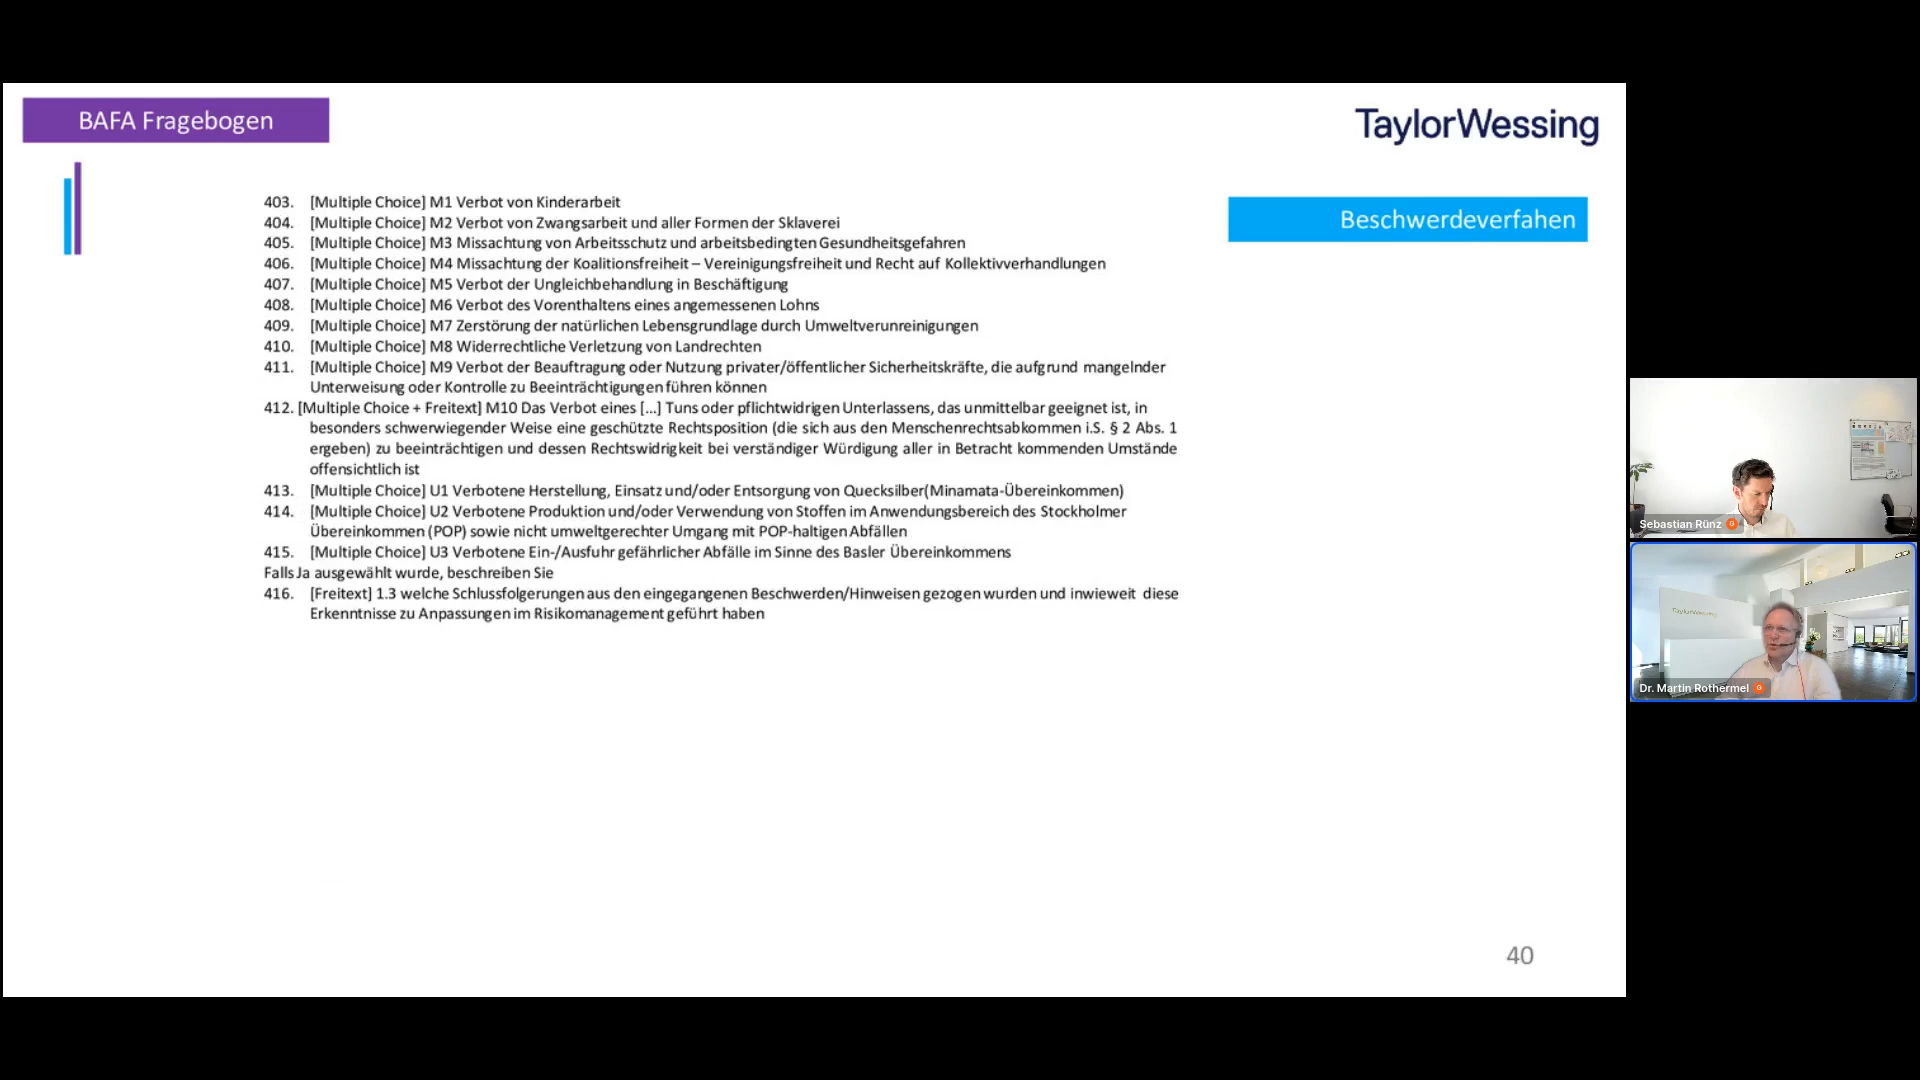 BAFA Fragebogen
TaylorWessing
Beschwerdeverfahen
403. [Multiple Choice] M1 Verbot von Kinderarbeit
404. [Multiple Choice] M2 Verbot von Zwangsarbeit und aller Formen der Sklaverei
405. [Multiple Choice] M3 Missachtung von Arbeitsschutz und arbeitsbedingten Gesundheitsgefahren
406. [Multiple Choice] M4 Missachtung der Koalitionsfreiheit – Vereinigungsfreiheit und Recht auf Kollektivverhandlungen
407. [Multiple Choice] M5 Verbot der Ungleichbehandlung in Beschäftigung
408. [Multiple Choice] M6 Verbot des Vorenthaltens eines angemessenen Lohns
409. [Multiple Choice] M7 Zerstörung der natürlichen Lebensgrundlage durch Umweltverunreinigungen
410. [Multiple Choice] M8 Widerrechtliche Verletzung von Landrechten
411. [Multiple Choice] M9 Verbot der Beauftragung oder Nutzung privater/öffentlicher Sicherheitskräfte, die aufgrund mangelnder
Unterweisung oder Kontrolle zu Beeinträchtigungen führen können
412. [Multiple Choice + Freitext] M10 Das Verbot eines [...] Tuns oder pflichtwidrigen Unterlassens, das unmittelbar geeignet ist, in
besonders schwerwiegender Weise eine geschützte Rechtsposition (die sich aus den Menschenrechtsabkommen i.S. § 2 Abs. 1
ergeben) zu beeinträchtigen und dessen Rechtswidrigkeit bei verständiger Würdigung aller in Betracht kommenden Umstände
offensichtlich ist
413. [Multiple Choice] U1 Verbotene Herstellung, Einsatz und/oder Entsorgung von Quecksilber(Minamata-Übereinkommen)
414. [Multiple Choice] U2 Verbotene Produktion und/oder Verwendung von Stoffen im Anwendungsbereich des Stockholmer
Übereinkommen (POP) sowie nicht umweltgerechter Umgang mit POP-haltigen Abfällen
415. [Multiple Choice] U3 Verbotene Ein-/Ausfuhr gefährlicher Abfälle im Sinne des Basler Übereinkommens
Falls Ja ausgewählt wurde, beschreiben Sie
416. [Freitext] 1.3 welche Schlussfolgerungen aus den eingegangenen Beschwerden/Hinweisen gezogen wurden und inwieweit diese
Erkenntnisse zu Anpassungen im Risikomanagement geführt haben
40
Sebastian Rünz
TaylorWessing
Dr. Martin Rothermel